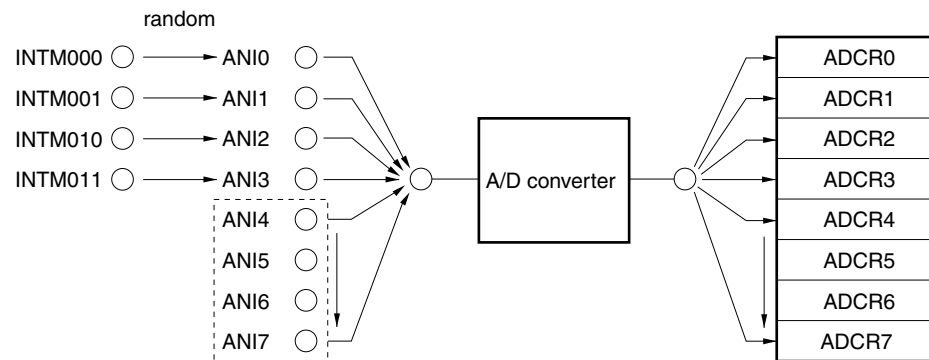 random
INTM000 ANI0 ADCR0
INTM001 ANI1 ADCR1
INTM010 ANI2 ADCR2
INTM011 ANI3 A/D converter ADCR3
ANI4 ADCR4
ANI5 ADCR5
ANI6 ADCR6
ANI7 ADCR7